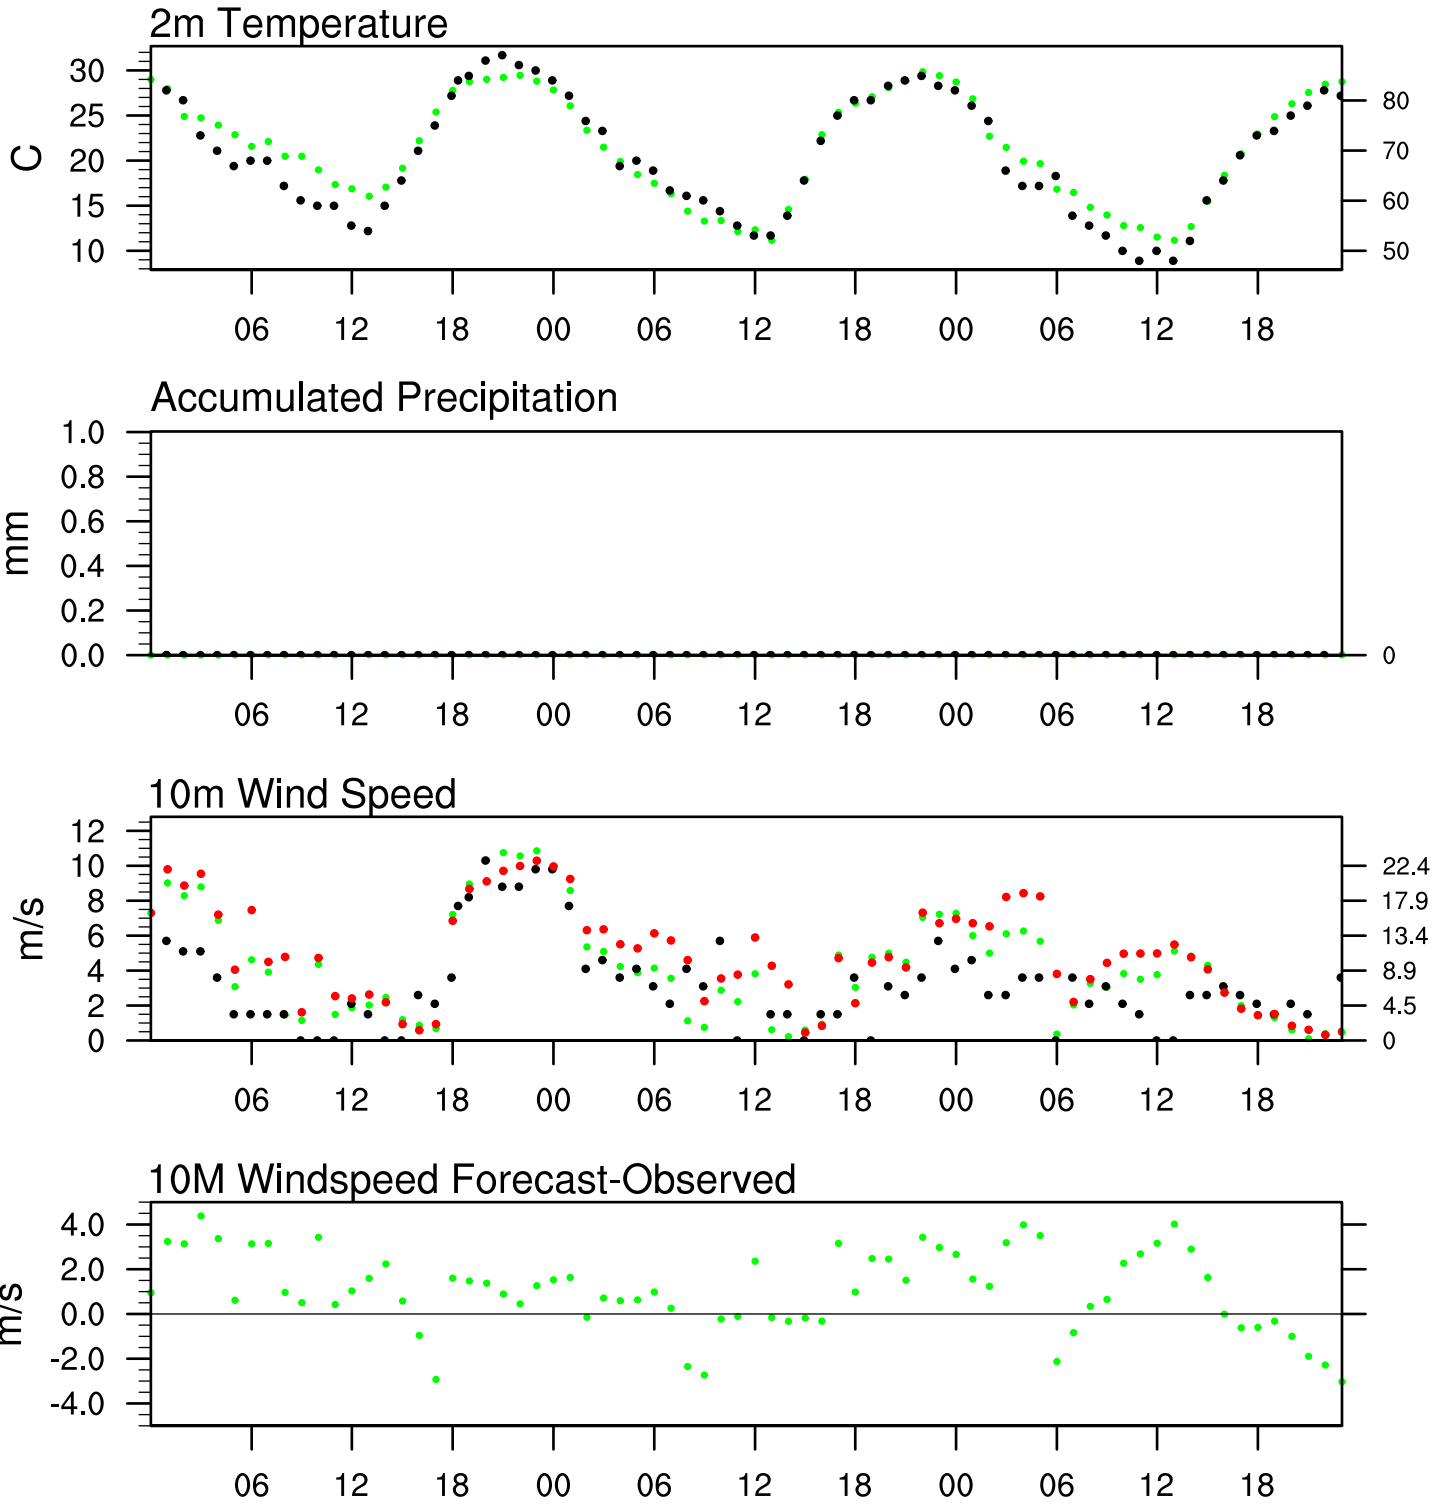 2m Temperature
30
25
20
15
10
C
80
70
60
50
06 12 18 00 06 12 18 00 06 12 18
Accumulated Precipitation
1.0
0.8
0.6
0.4
0.2
0.0
mm
0
06 12 18 00 06 12 18 00 06 12 18
10m Wind Speed
12
10
8
6
4
2
0
m/s
22.4
17.9
13.4
8.9
4.5
0
06 12 18 00 06 12 18 00 06 12 18
10M Windspeed Forecast-Observed
4.0
2.0
0.0
-2.0
-4.0
m/s
06 12 18 00 06 12 18 00 06 12 18